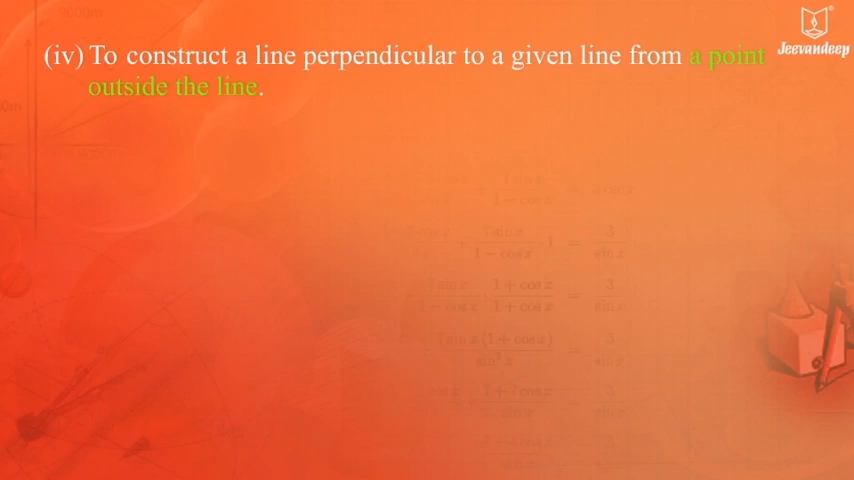 (iv) To construct a line perpendicular to a given line from a point
outside the line.
Jeevandeep